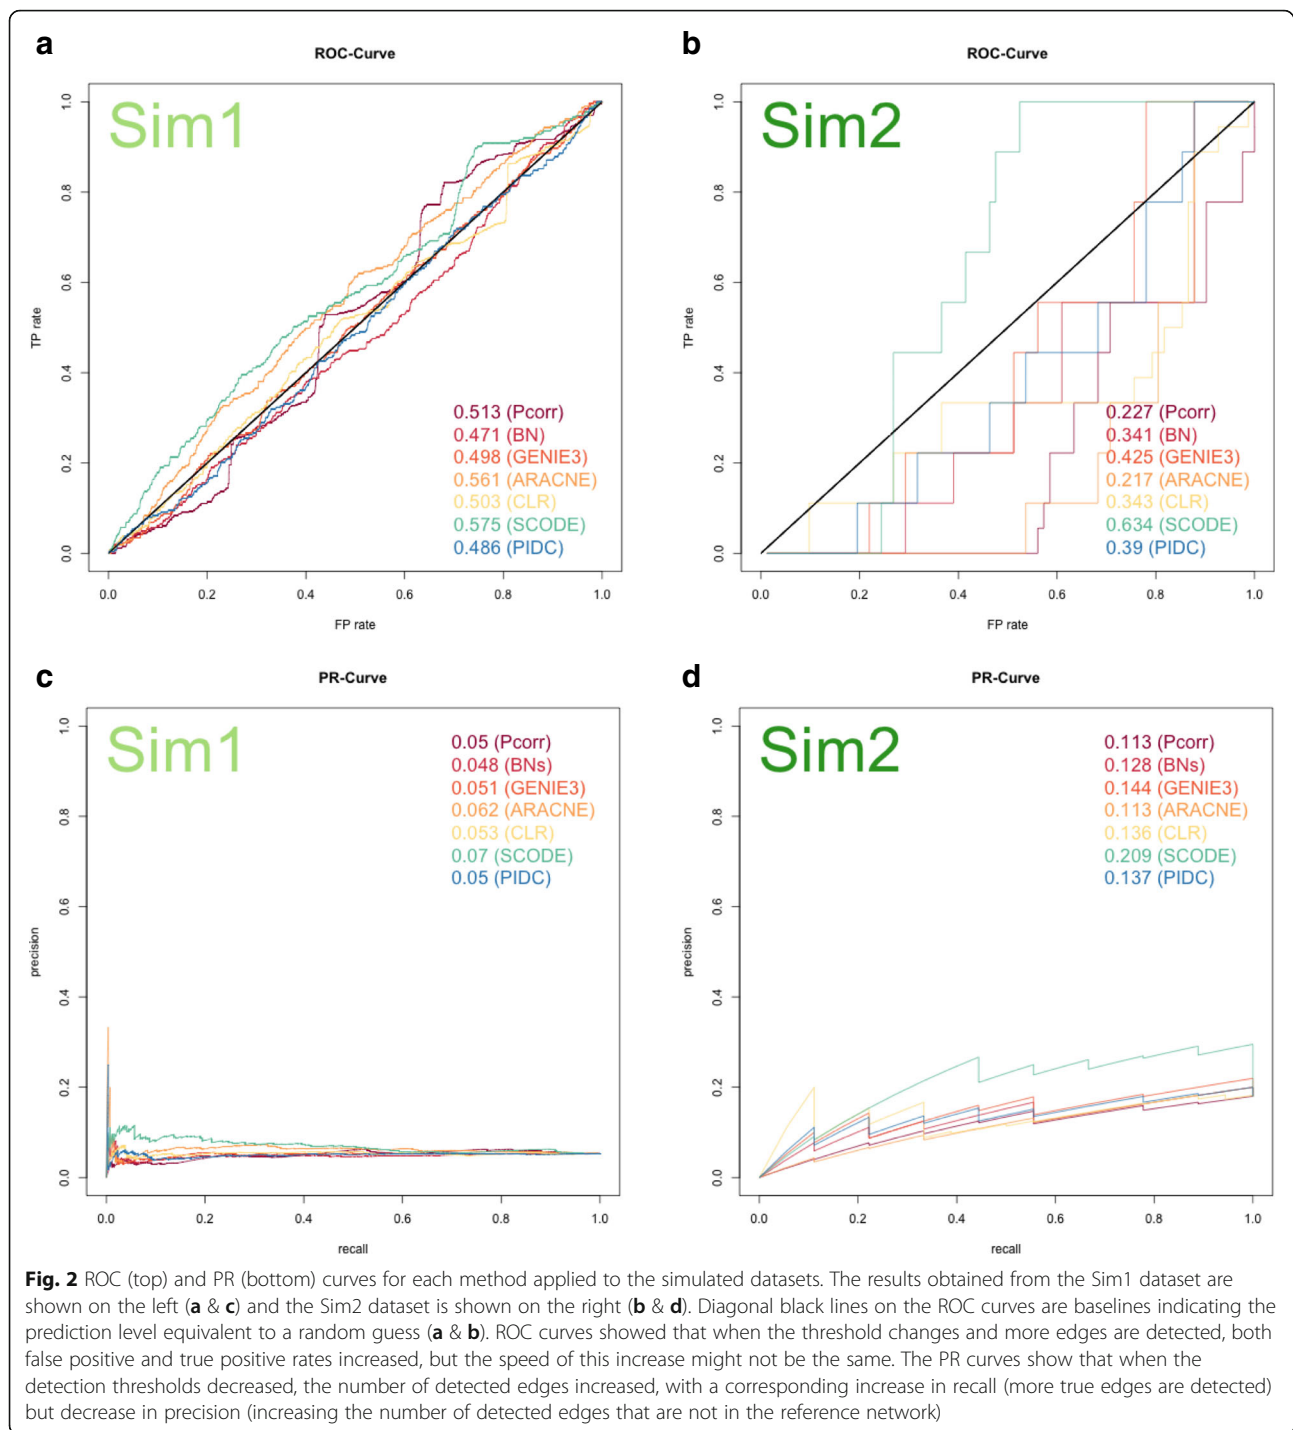 a
ROC-Curve
Sim1
TP rate
1.0
0.8
0.6
0.4
0.2
0.0
0.513 (Pcorr)
0.471 (BN)
0.498 (GENIE3)
0.561 (ARACNE)
0.503 (CLR)
0.575 (SCODE)
0.486 (PIDC)
0.0 0.2 0.4 0.6 0.8 1.0
FP rate
b
ROC-Curve
Sim2
TP rate
1.0
0.8
0.6
0.4
0.2
0.0
0.227 (Pcorr)
0.341 (BN)
0.425 (GENIE3)
0.217 (ARACNE)
0.343 (CLR)
0.634 (SCODE)
0.39 (PIDC)
0.0 0.2 0.4 0.6 0.8 1.0
FP rate
c
PR-Curve
Sim1
precision
1.0
0.8
0.6
0.4
0.2
0.0
0.05 (Pcorr)
0.048 (BNs)
0.051 (GENIE3)
0.062 (ARACNE)
0.053 (CLR)
0.07 (SCODE)
0.05 (PIDC)
0.0 0.2 0.4 0.6 0.8 1.0
recall
d
PR-Curve
Sim2
precision
1.0
0.8
0.6
0.4
0.2
0.0
0.113 (Pcorr)
0.128 (BNs)
0.144 (GENIE3)
0.113 (ARACNE)
0.136 (CLR)
0.209 (SCODE)
0.137 (PIDC)
0.0 0.2 0.4 0.6 0.8 1.0
recall
Fig. 2 ROC (top) and PR (bottom) curves for each method applied to the simulated datasets. The results obtained from the Sim1 dataset are
shown on the left (a & c) and the Sim2 dataset is shown on the right (b & d). Diagonal black lines on the ROC curves are baselines indicating the
prediction level equivalent to a random guess (a & b). ROC curves showed that when the threshold changes and more edges are detected, both
false positive and true positive rates increased, but the speed of this increase might not be the same. The PR curves show that when the
detection thresholds decreased, the number of detected edges increased, with a corresponding increase in recall (more true edges are detected)
but decrease in precision (increasing the number of detected edges that are not in the reference network)